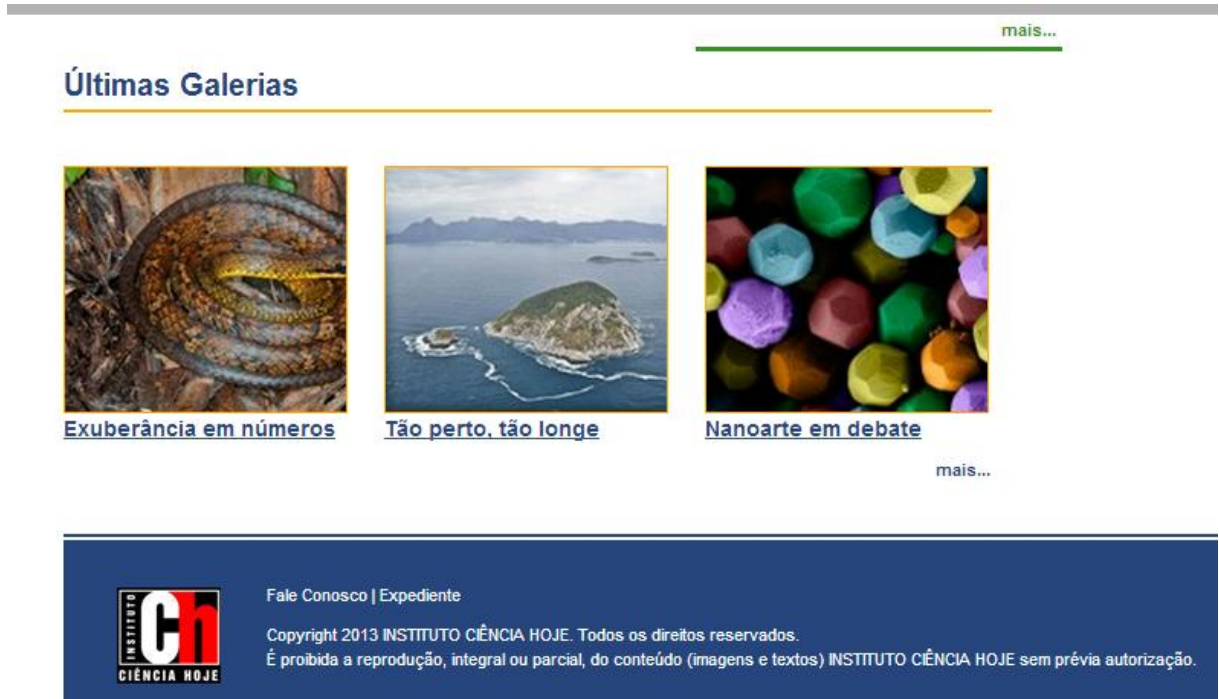 mais...
Últimas Galerias
Exuberância em números
Tão perto, tão longe
Nanoarte em debate
mais...
INSTITUTO
Ch
CIÊNCIA HOJE
Fale Conosco | Expediente
Copyright 2013 INSTITUTO CIÊNCIA HOJE. Todos os direitos reservados.
É proibida a reprodução, integral ou parcial, do conteúdo (imagens e textos) INSTITUTO CIÊNCIA HOJE sem prévia autorização.